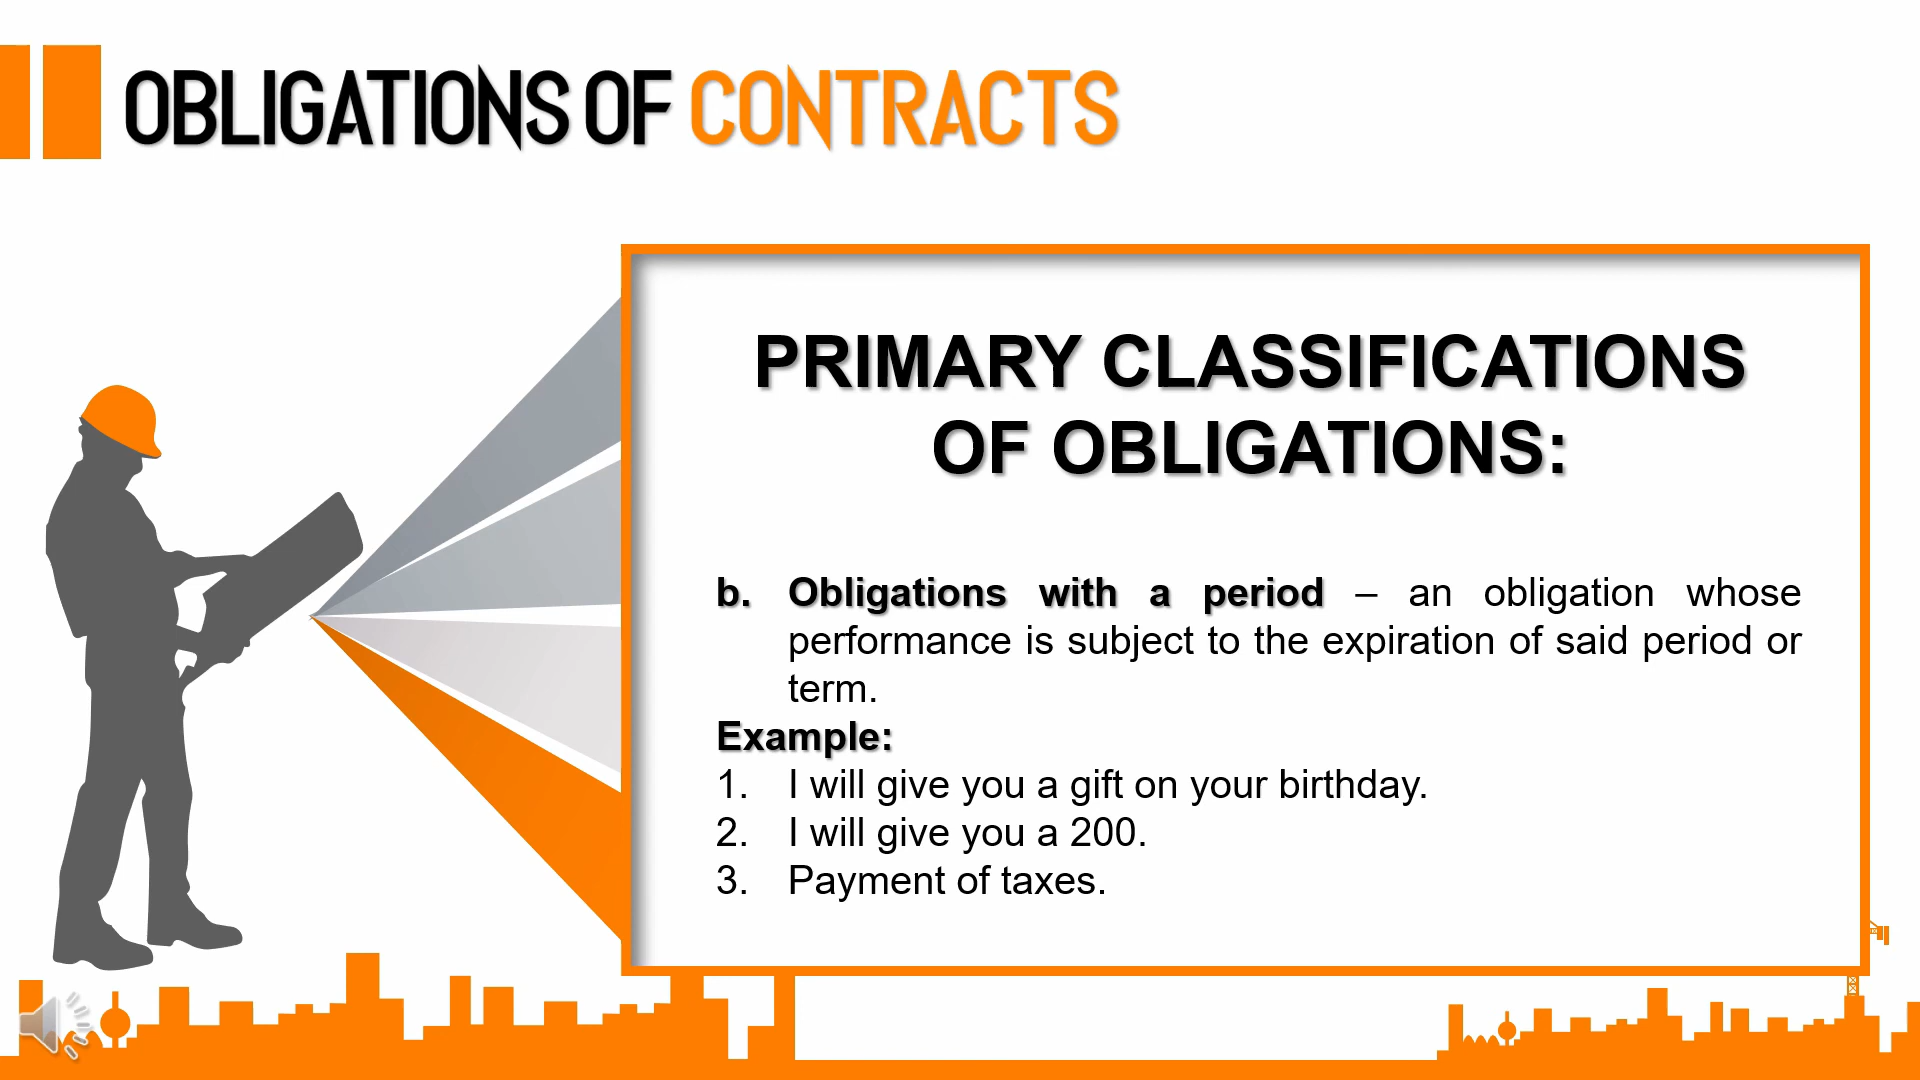 OBLIGATIONS OF CONTRACTS
PRIMARY CLASSIFICATIONS
OF OBLIGATIONS:
b. Obligations with a period – an obligation whose
performance is subject to the expiration of said period or
term.
Example:
1. I will give you a gift on your birthday.
2. I will give you a 200.
3. Payment of taxes.